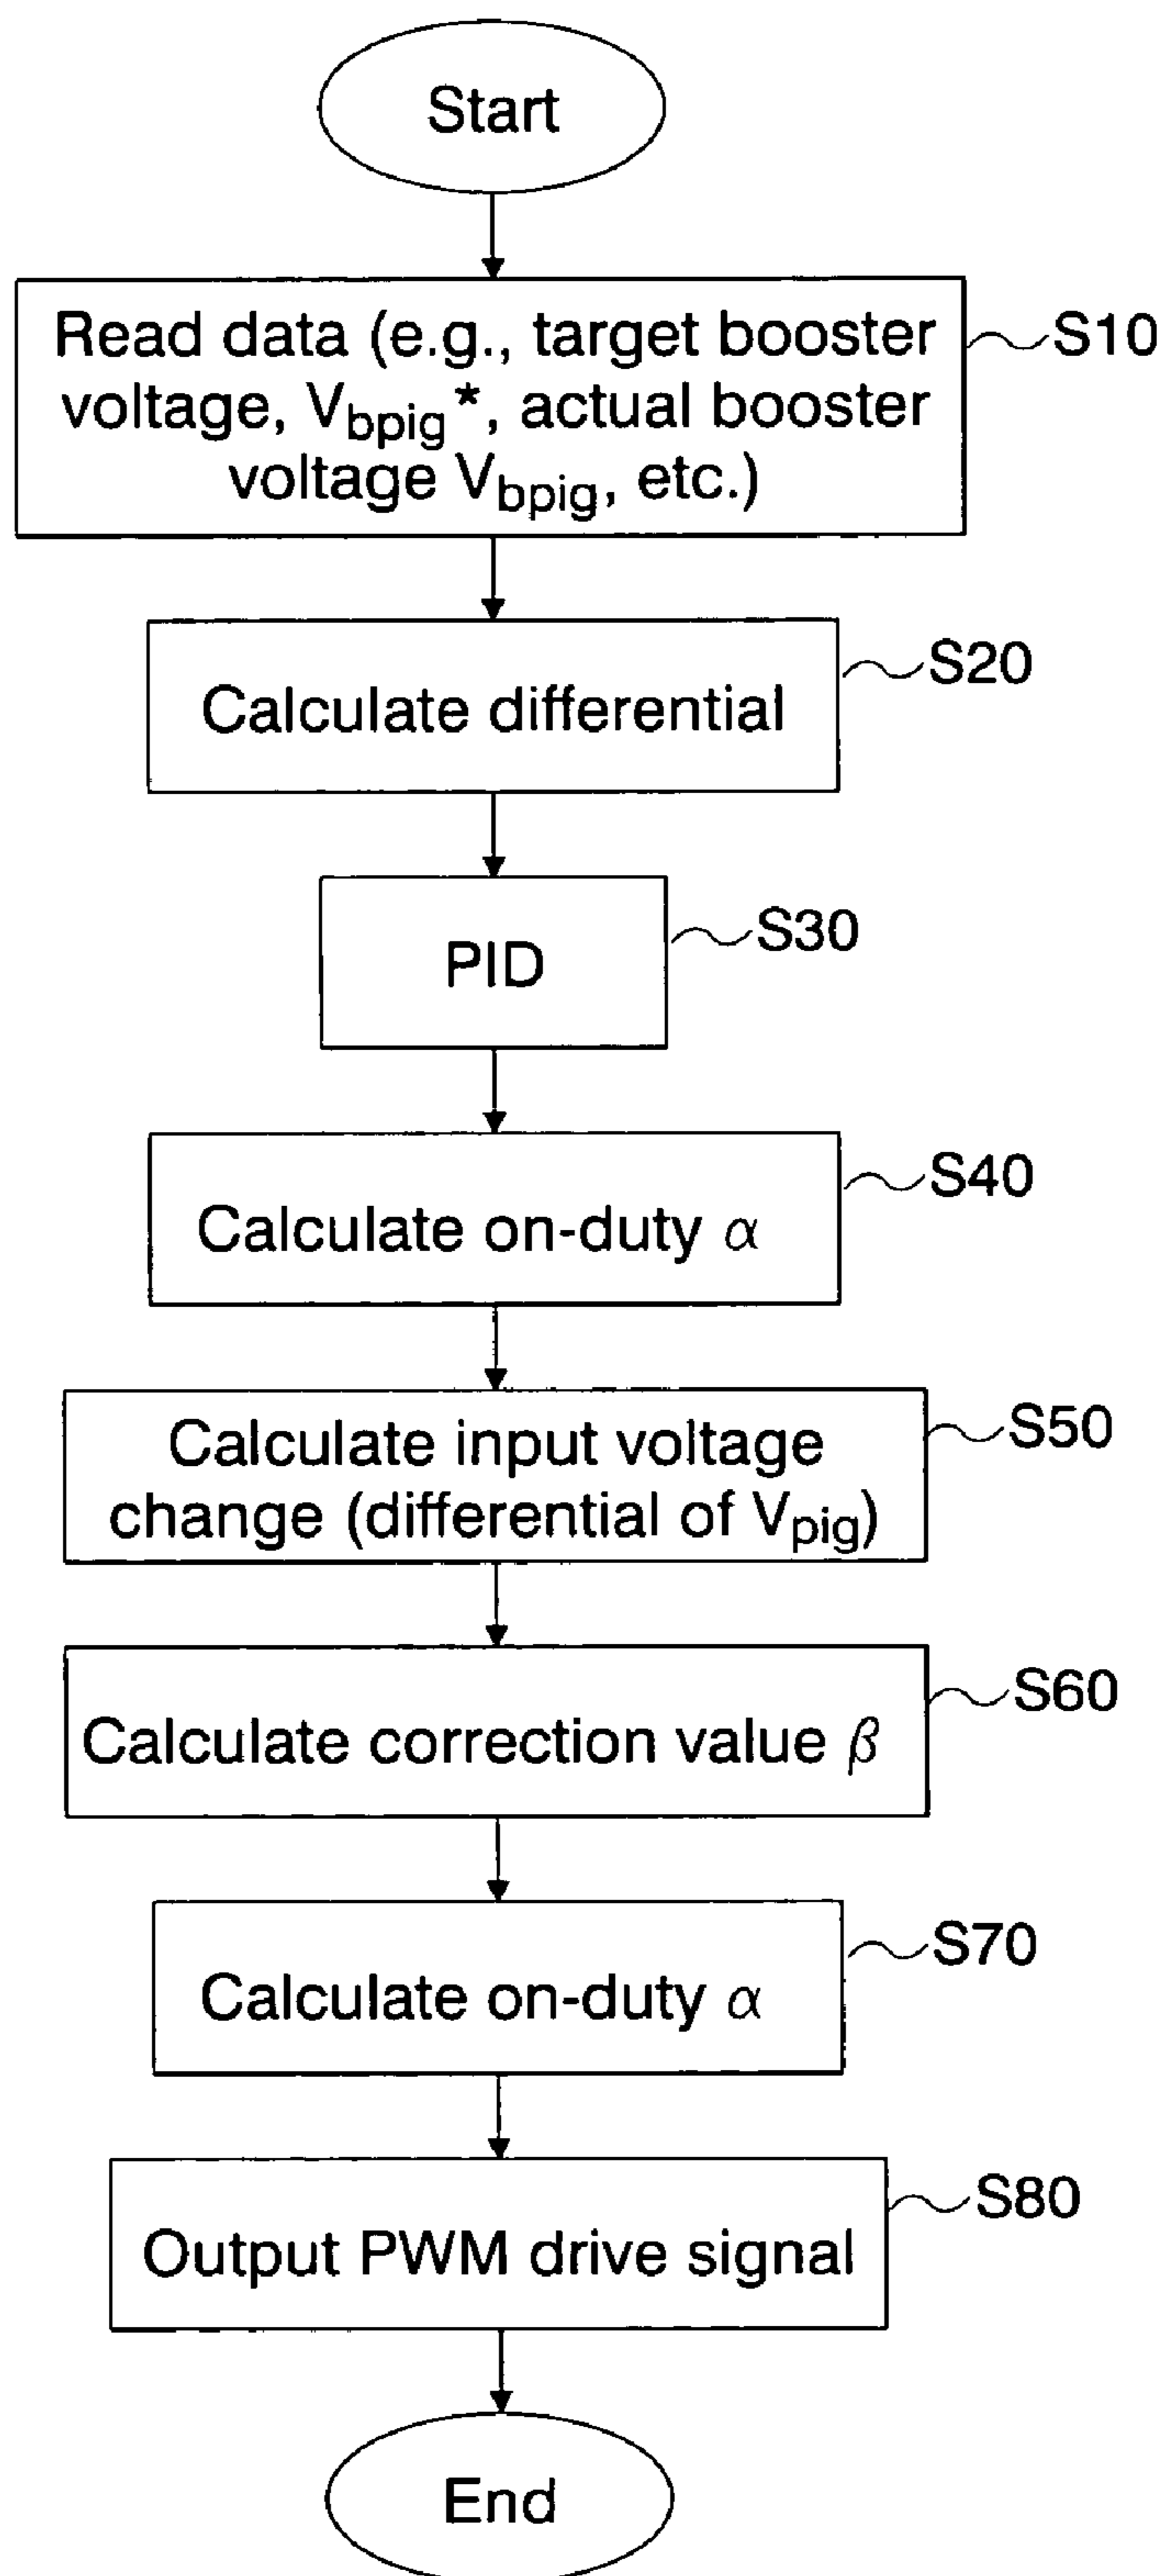 Start
Read data (e.g., target booster
voltage, Vbpig*, actual booster
voltage Vbpig, etc.)
S10
Calculate differential
S20
PID
S30
Calculate on-duty α
S40
Calculate input voltage
change (differential of Vpig)
S50
Calculate correction value β
S60
Calculate on-duty α
S70
Output PWM drive signal
S80
End